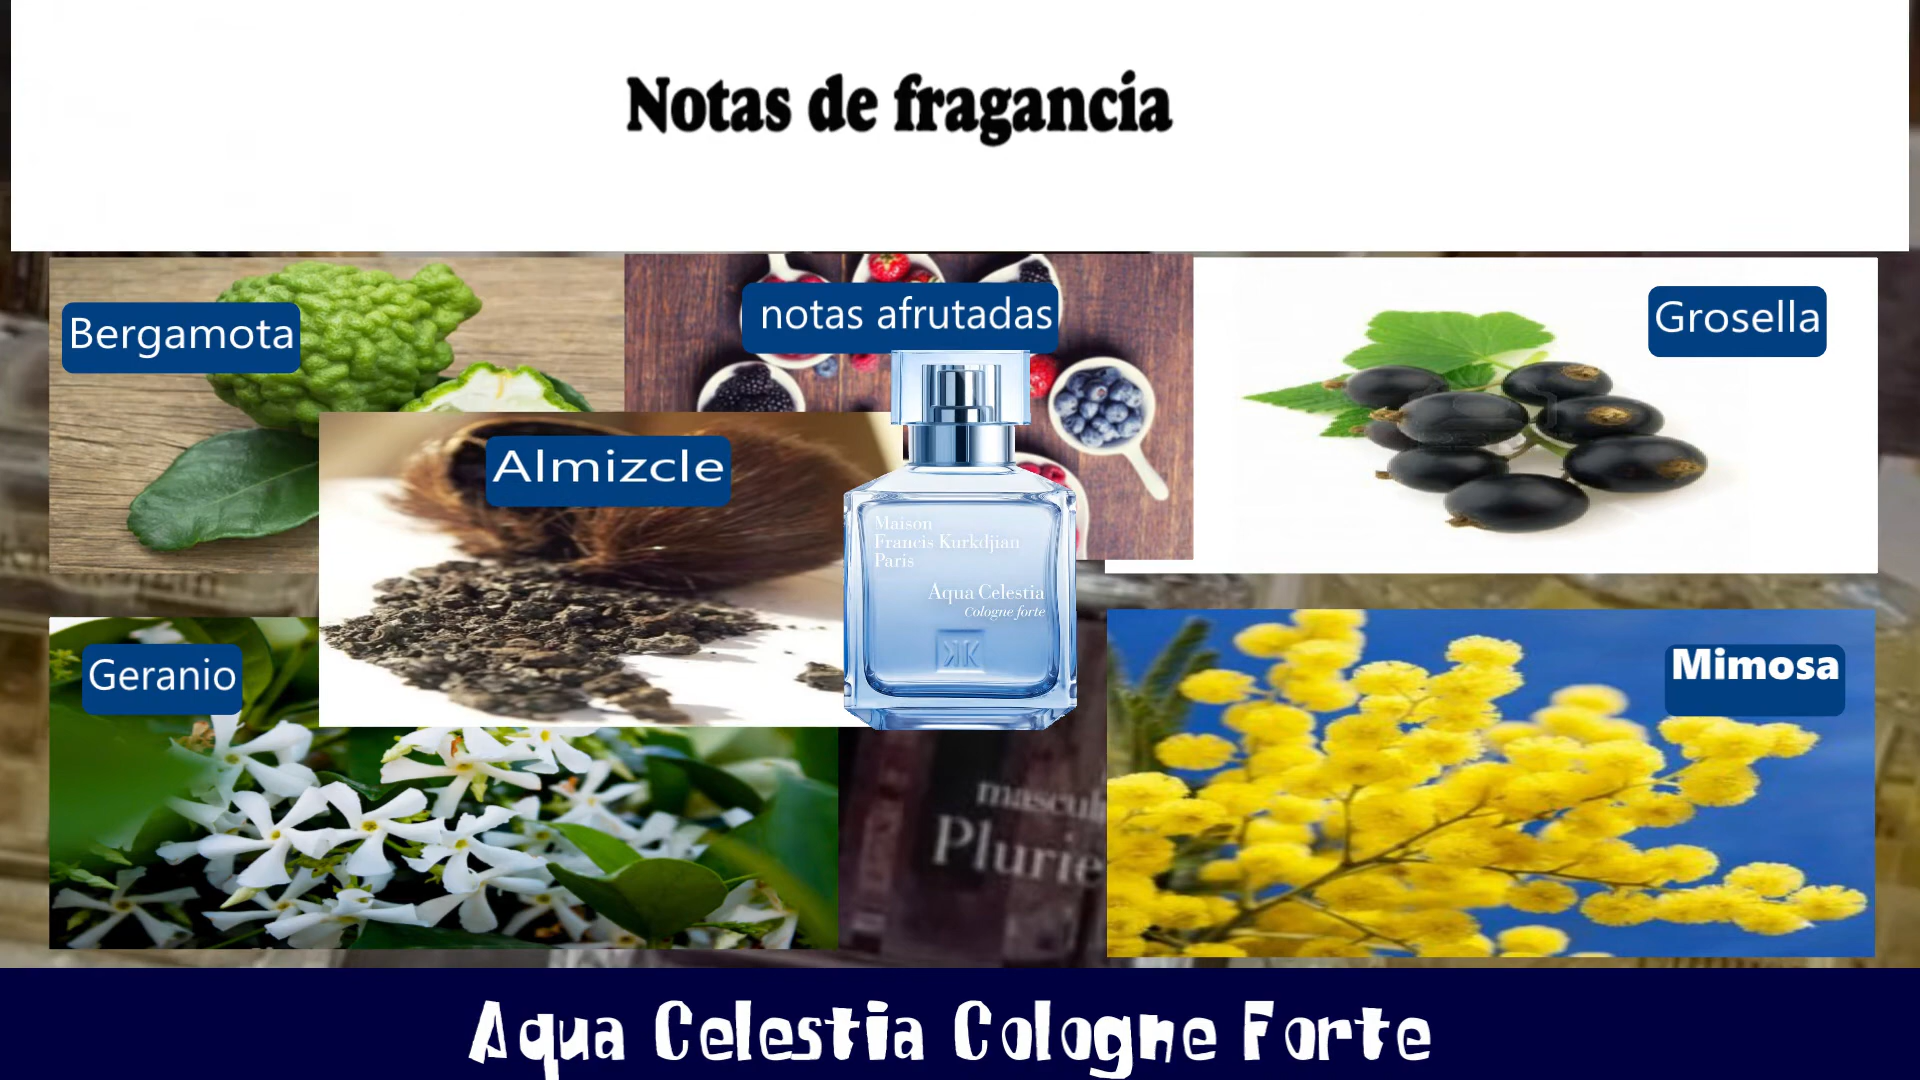 Notas de fragancia
Bergamota
notas afrutadas
Grosella
Almizcle
Maison
Francis Kurkdjian
Paris
Aqua Celestia
Cologne forte
Geranio
Mimosa
Aqua Celestia Cologne Forte